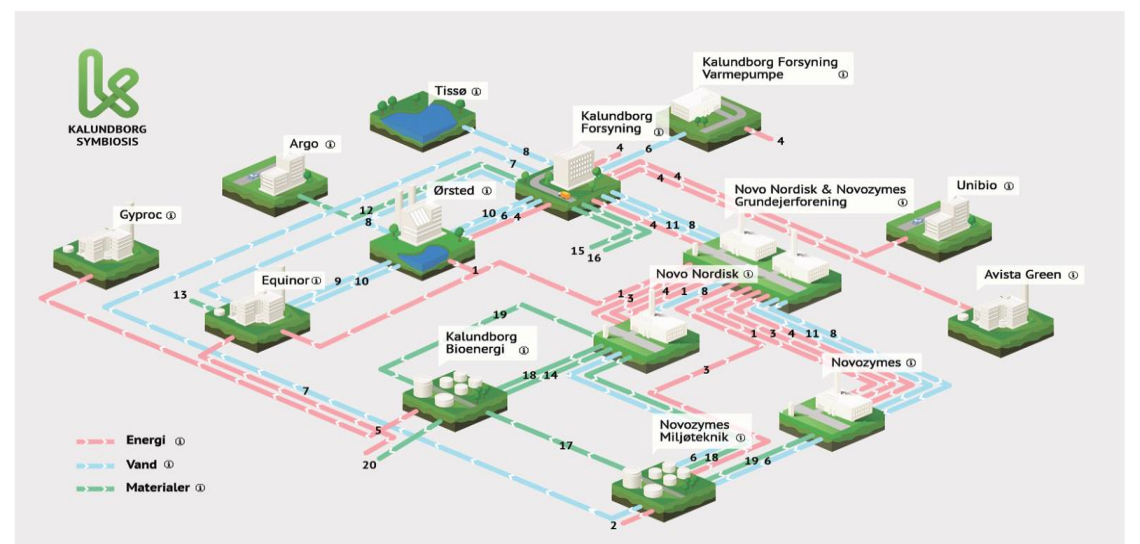 KALUNDBORG
SYMBIOSIS
Tissø
Kalundborg Forsyning
Varmepumpe
Kalundborg
Forsyning
4
4
6
8
7
4
4
Argo
Ørsted
Novo Nordisk & Novozymes
Grundejerforening
Unibio
Gyproc
12
8
10
6
4
4
11
8
15
16
Equinor
9
10
1
Novo Nordisk
Avista Green
13
1
3
4
1
8
19
Kalundborg
Bioenergi
1
3
4
11
8
18
14
3
Novozymes
7
5
17
Novozymes
Miljøteknik
Energi
Vand
Materialer
20
6
18
19
6
2